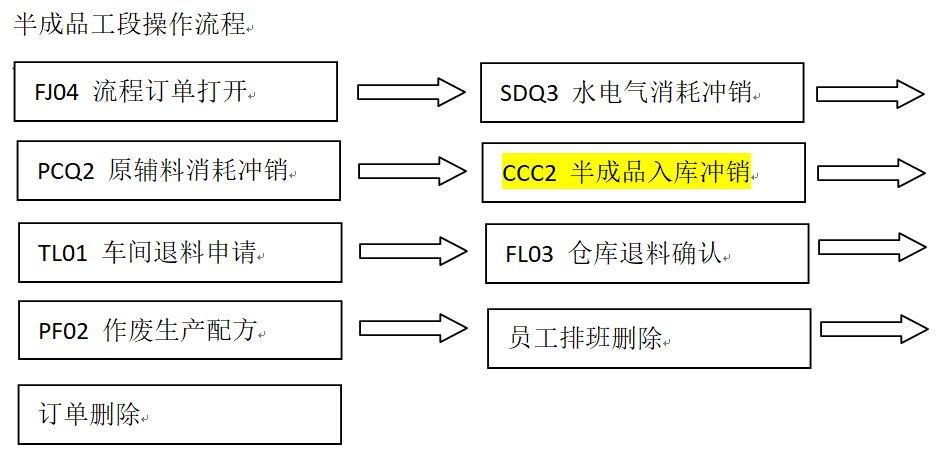 半成品工段操作流程
FJ04 流程订单打开
SDQ3 水电气消耗冲销
PCQ2 原辅料消耗冲销
CCC2 半成品入库冲销
TL01 车间退料申请
FL03 仓库退料确认
PF02 作废生产配方
员工排班删除
订单删除